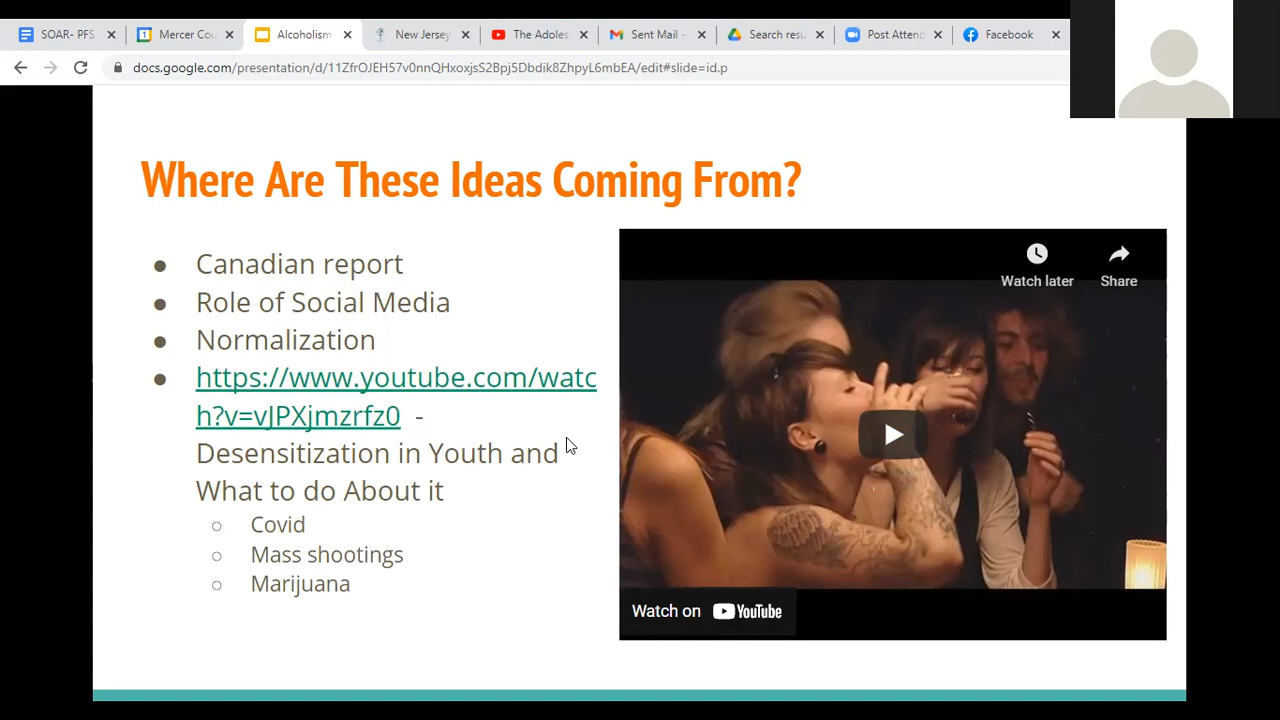 SOAR- PFS
Mercer Cou
Alcoholism
New Jersey
The Adoles
Sent Mail -
Search resu
Post Attend
Facebook
docs.google.com/presentation/d/11ZfrOJEH57v0nnQHxoxjsS2Bpj5Dbdik8ZhpyL6mbEA/edit#slide=id.p
Where Are These Ideas Coming From?
● Canadian report
● Role of Social Media
● Normalization
● https://www.youtube.com/watc
h?v=vJPXjmzrfz0 -
Desensitization in Youth and
What to do About it
○ Covid
○ Mass shootings
○ Marijuana
Watch later
Share
Watch on YouTube